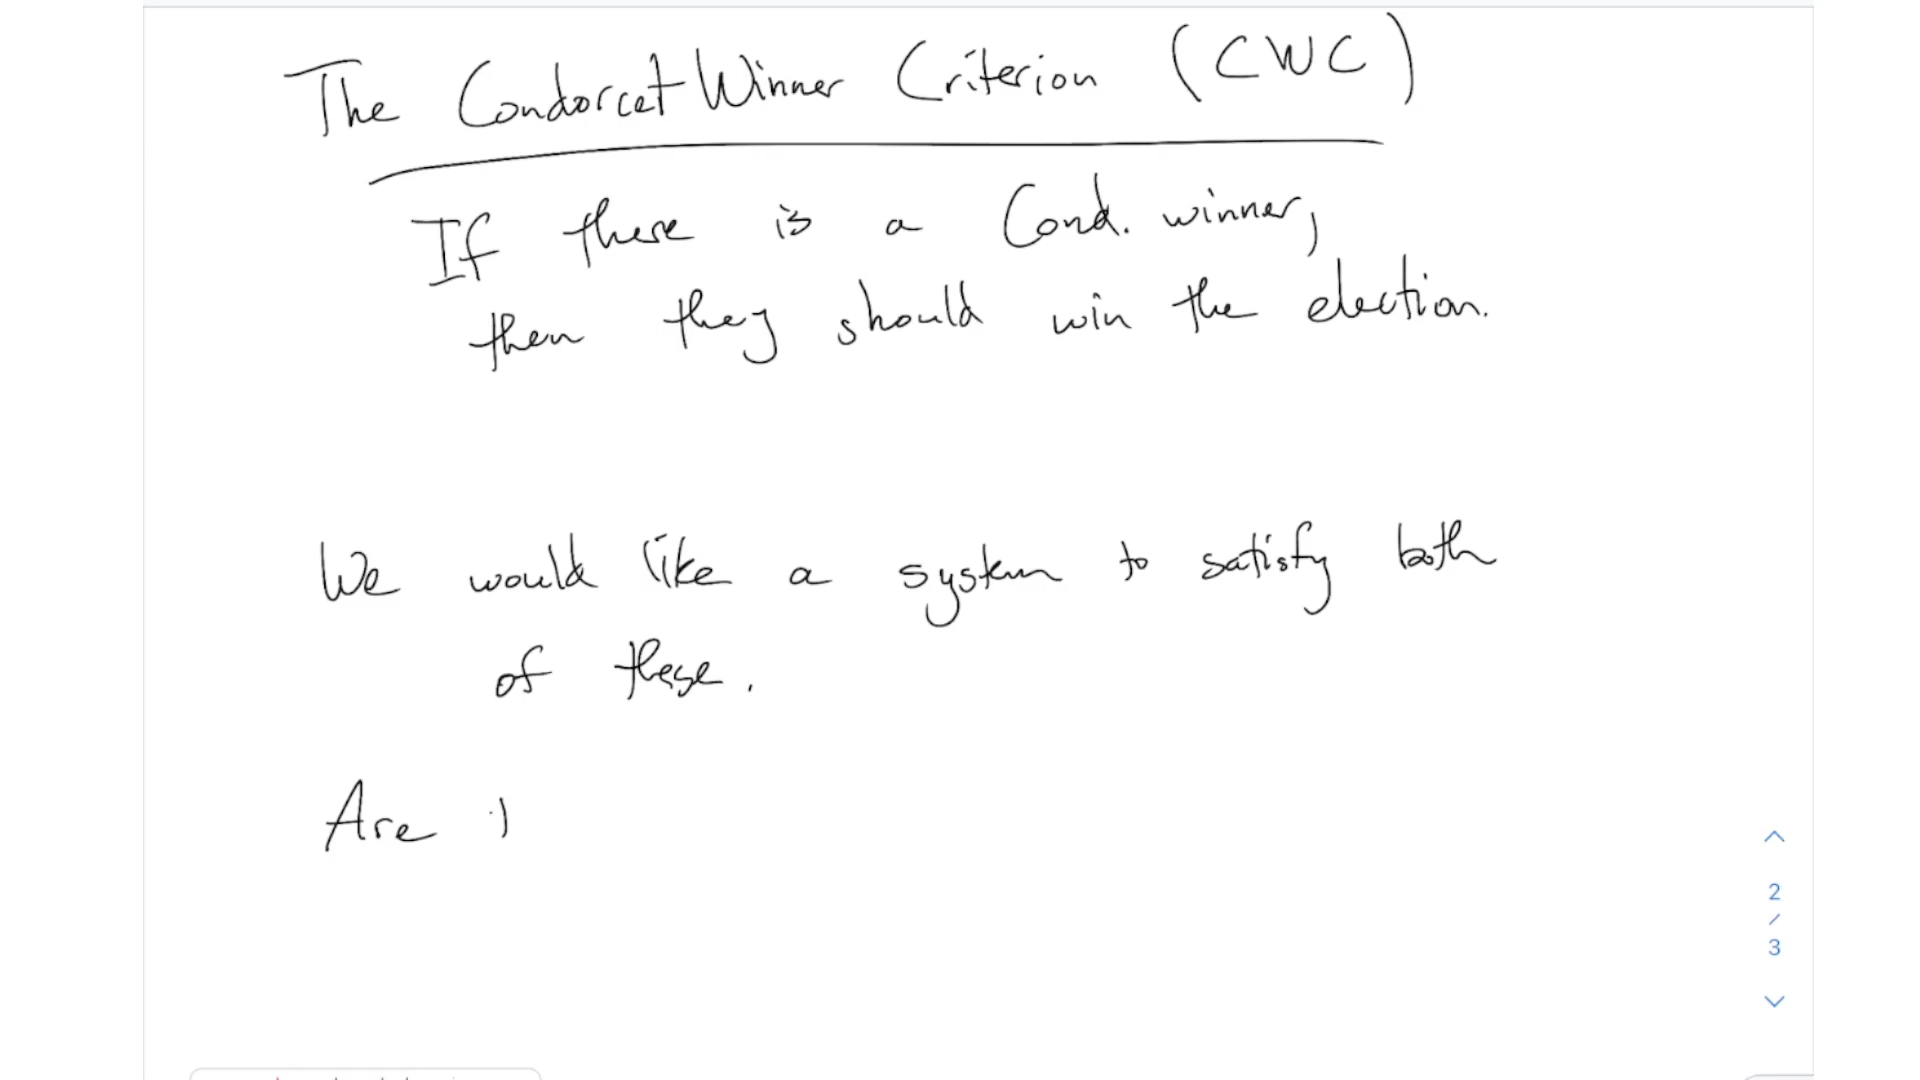 The Condorcet Winner Criterion (CWC)
If there is a Cond. winner,
then they should win the election.
We would like a system to satisfy both
of these.
Are
2
/
3